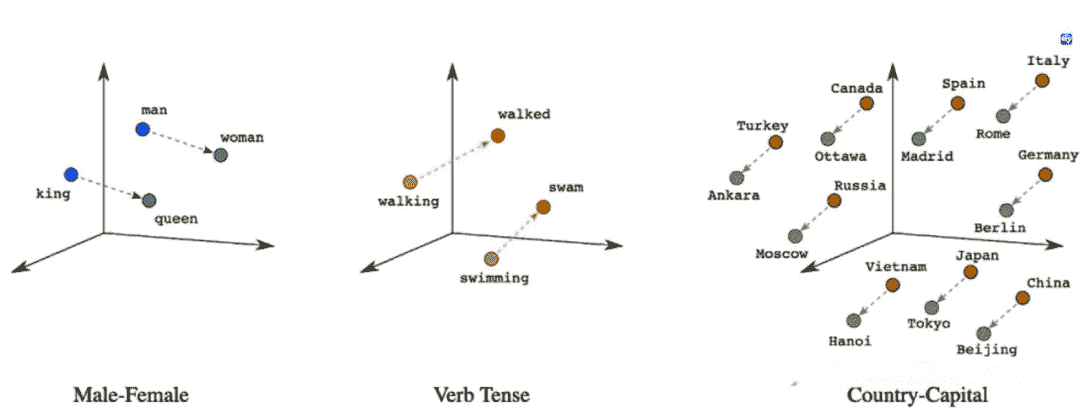 man
woman
king
queen
Male-Female
walked
swam
walking
swimming
Verb Tense
Italy
Canada
Spain
Turkey
Rome
Ottawa
Madrid
Germany
Ankara
Russia
Berlin
Moscow
Vietnam
Japan
China
Hanoi
Tokyo
Beijing
Country-Capital